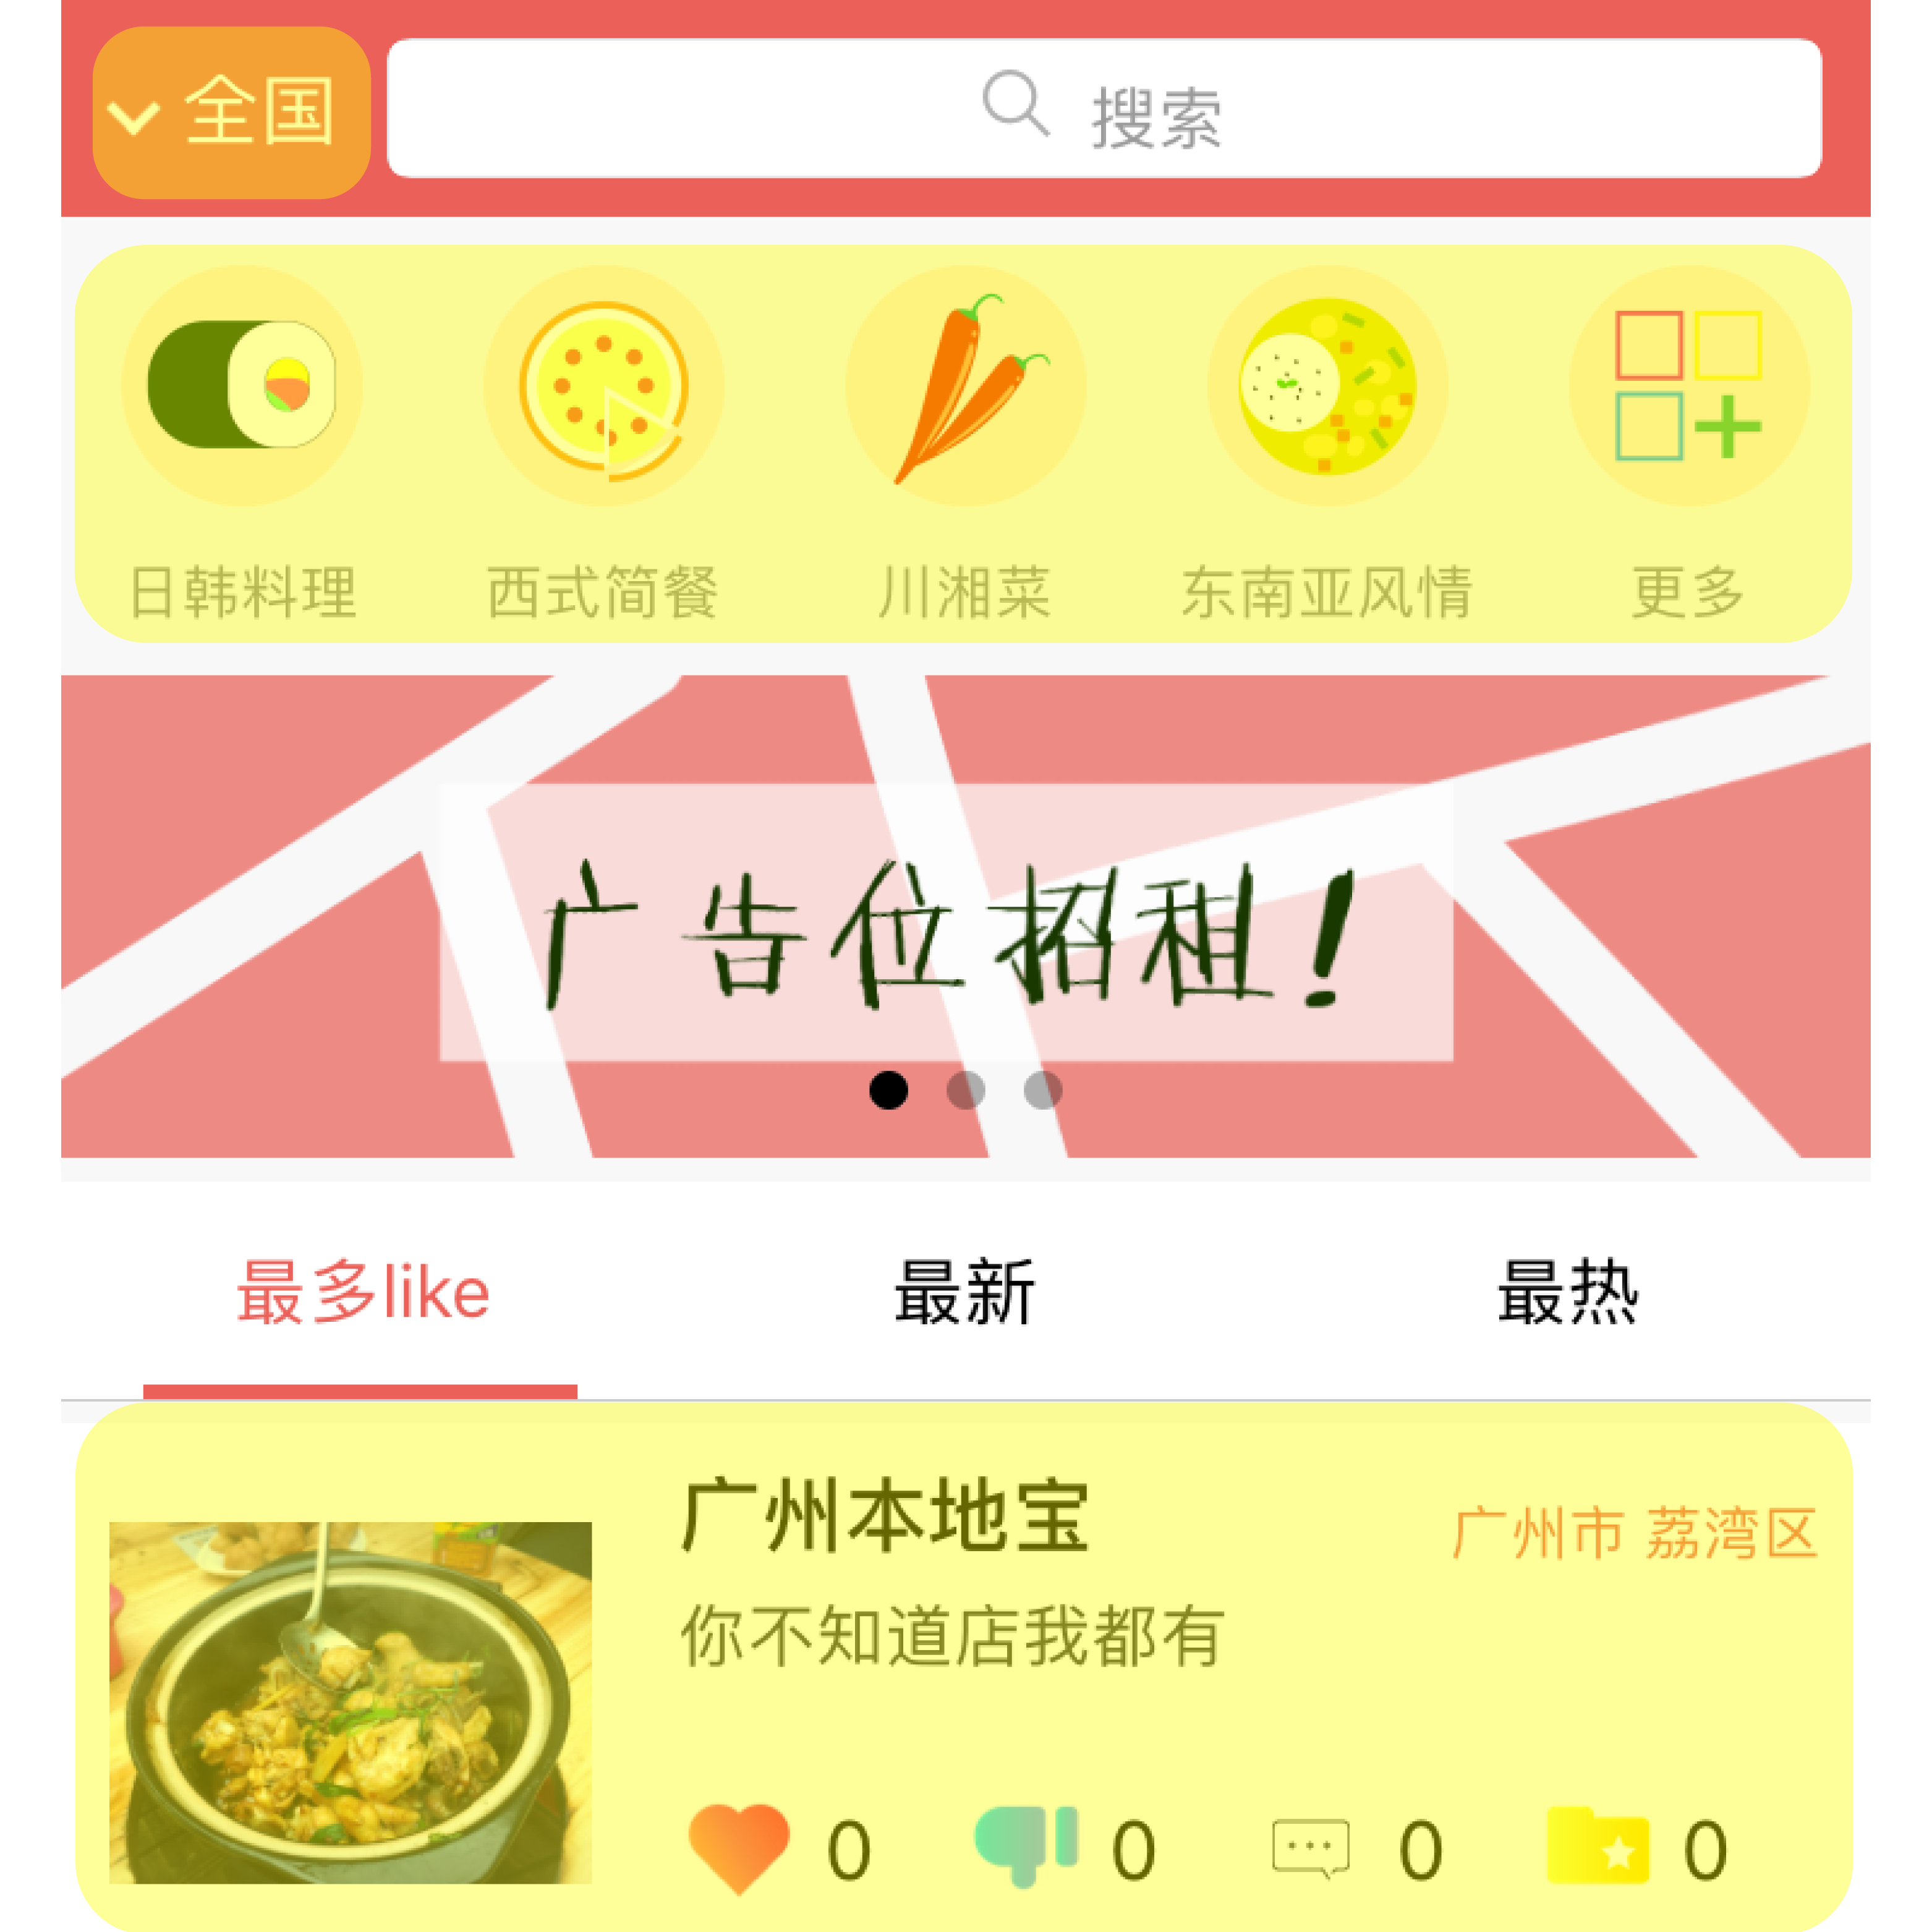 全国 搜索
日韩料理 西式简餐 川湘菜 东南亚风情 更多
广告位招租!
最多like 最新 最热
广州本地宝 广州市 荔湾区
你不知道店我都有
0 0 0 0